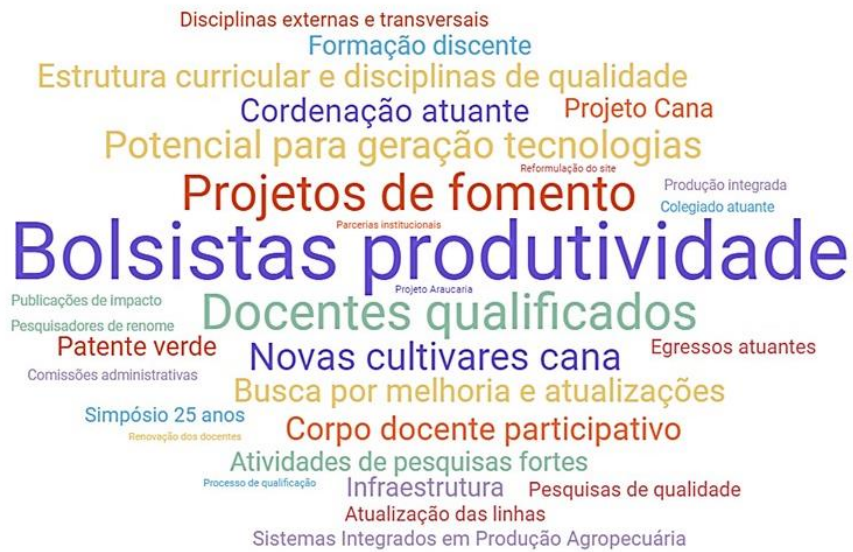 Disciplinas externas e transversais
Formação discente
Estrutura curricular e disciplinas de qualidade
Cordenação atuante
Projeto Cana
Potencial para geração tecnologias
Reformulação do site
Projetos de fomento
Produção integrada
Colegiado atuante
Parcerias institucionais
Bolsistas produtividade
Projeto Araucaria
Publicações de impacto
Docentes qualificados
Pesquisadores de renome
Patente verde
Novas cultivares cana
Egressos atuantes
Comissões administrativas
Busca por melhoria e atualizações
Simpósio 25 anos
Corpo docente participativo
Renovação dos docentes
Atividades de pesquisas fortes
Processo de qualificação
Infraestrutura
Pesquisas de qualidade
Atualização das linhas
Sistemas Integrados em Produção Agropecuária